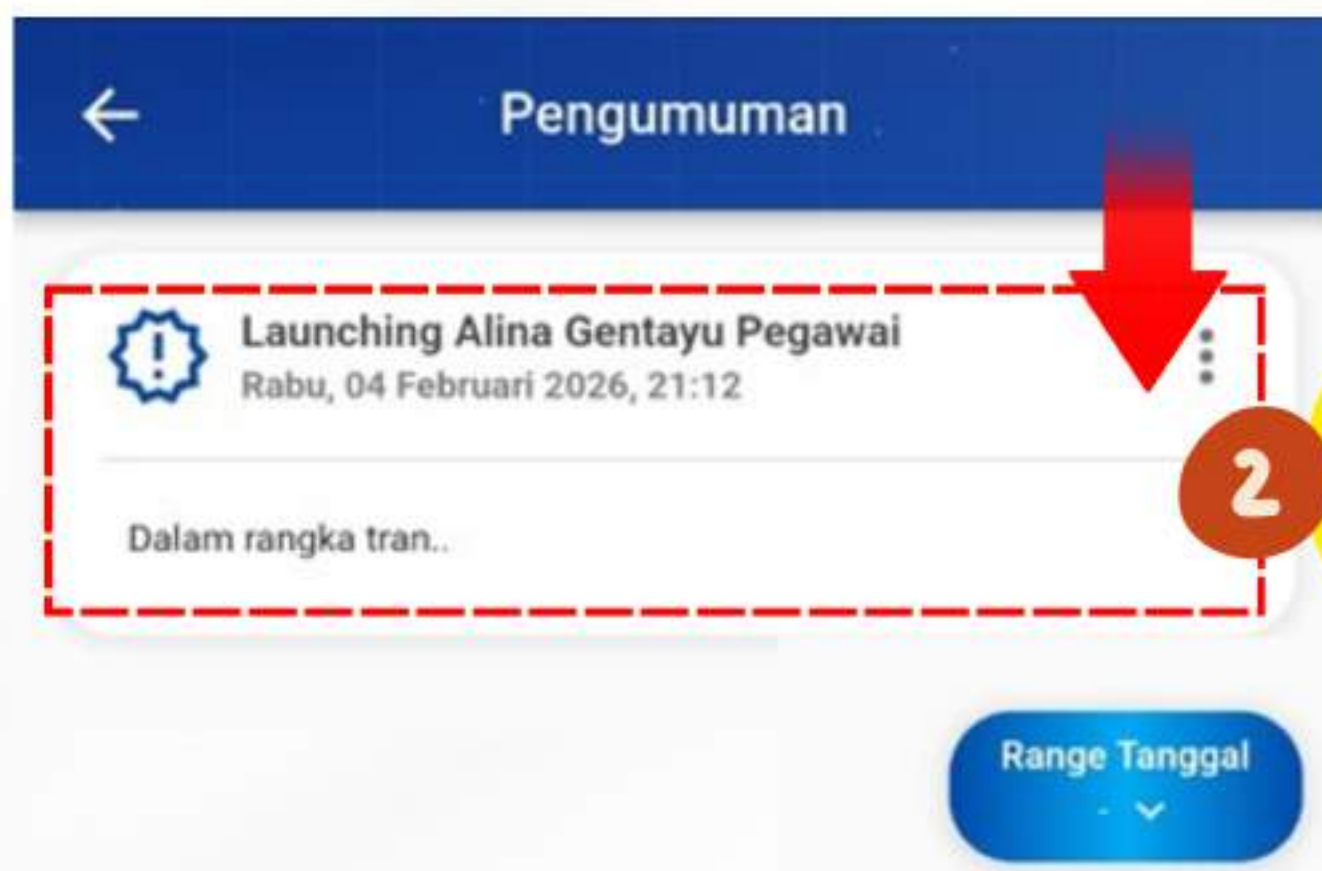 Pengumuman
Launching Alina Gentayu Pegawai
Rabu, 04 Februari 2026, 21:12
2
Dalam rangka tran..
Range Tanggal
-